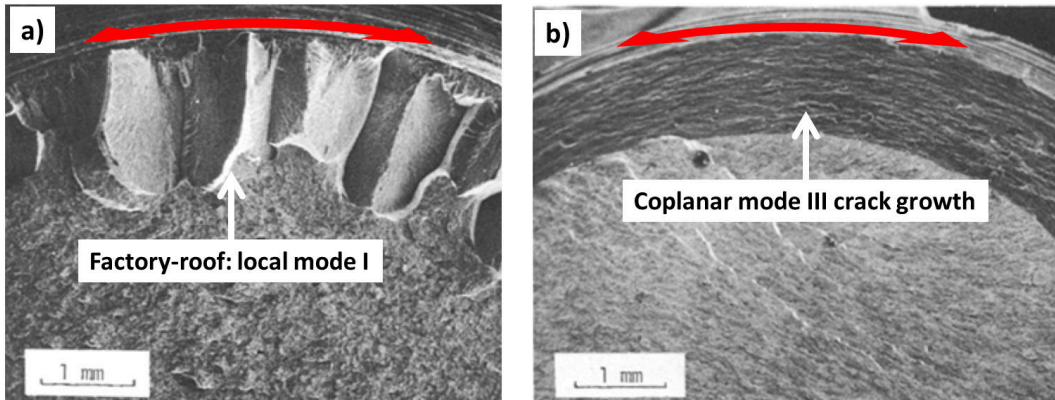 a)
Factory-roof: local mode I
1 mm
b)
Coplanar mode III crack growth
1 mm